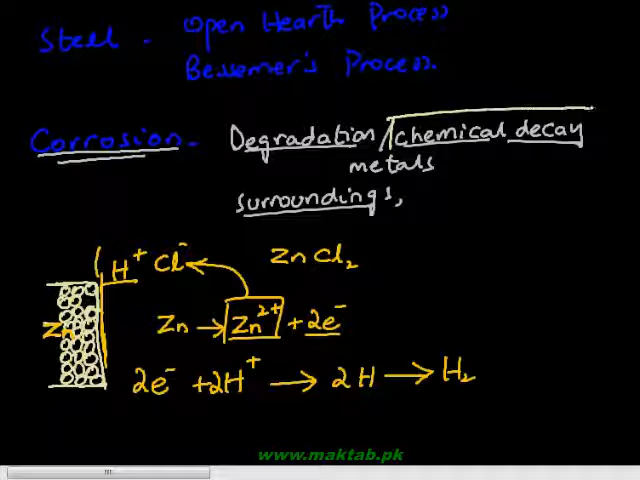 Steel - Open Hearth Process
Bessemer's Process.
Corrosion - Degradation / chemical decay
metals
surroundings,
H⁺ Cl⁻ ZnCl₂
Zn Zn → Zn²⁺ + 2e⁻
2e⁻ + 2H⁺ → 2H → H₂
www.maktab.pk